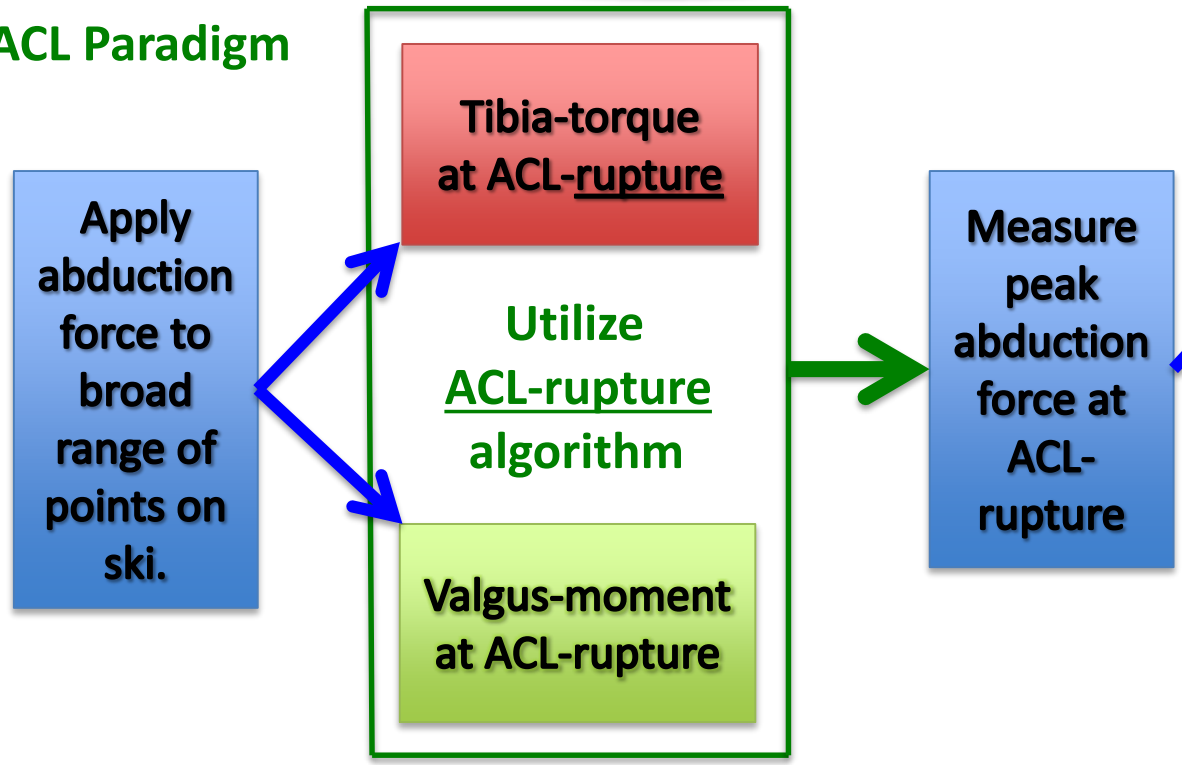 ACL Paradigm
Apply
abduction
force to
broad
range of
points on
ski.
Tibia-torque
at ACL-rupture
Utilize
ACL-rupture
algorithm
Valgus-moment
at ACL-rupture
Measure
peak
abduction
force at
ACL-
rupture